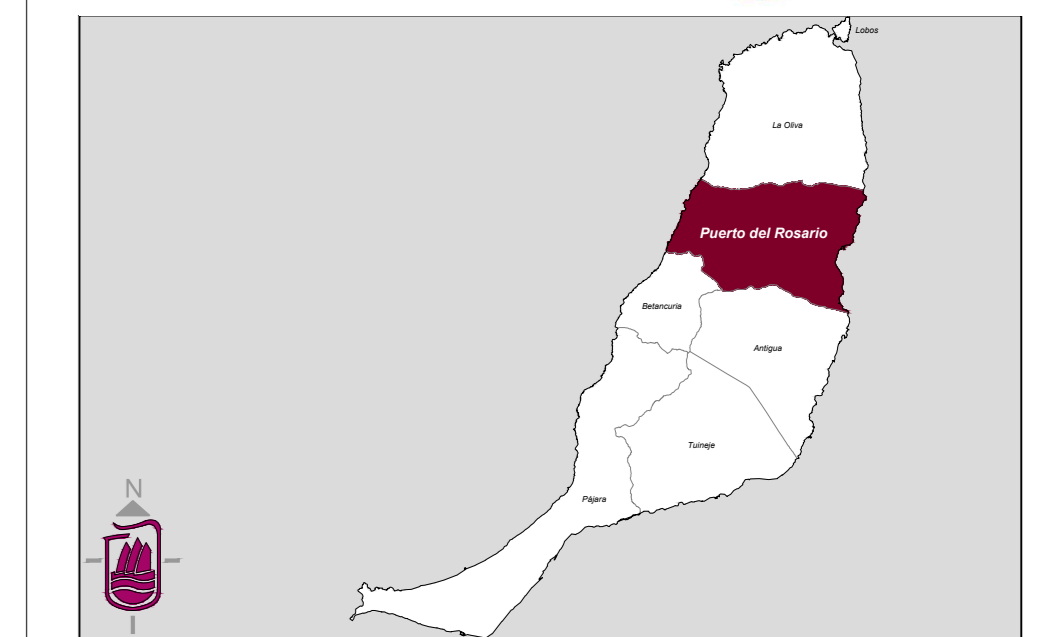 Lobos
La Oliva
Puerto del Rosario
Betancuria
Antigua
Tuineje
Pájara
N